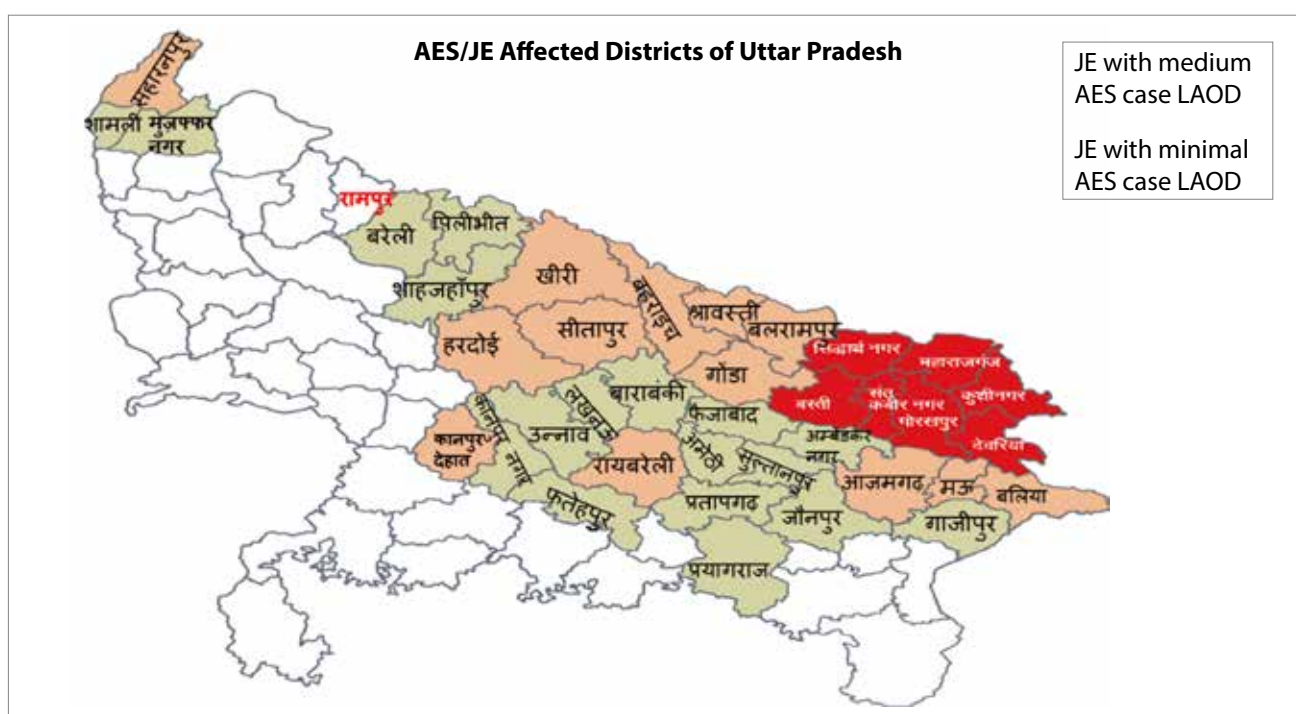 AES/JE Affected Districts of Uttar Pradesh
JE with medium
AES case LAOD
JE with minimal
AES case LAOD
सहारनपुर
शामली
मुजफ्फर
नगर
रामपुर
बरेली
पिलीभीत
शाहजहाँपुर
खीरी
बहराइच
श्रावस्ती
बलरामपुर
हरदोई
सीतापुर
गोंडा
सिद्धार्थ नगर
महाराजगंज
बस्ती
संत
कबीर नगर
कुशीनगर
गोरखपुर
देवरिया
बाराबंकी
लखनऊ
फैजाबाद
कानपुर
देहात
कानपुर नगर
उन्नाव
रायबरेली
अमेठी
सुल्तानपुर
अम्बेडकर
नगर
आज़मगढ़
मऊ
बलिया
फतेहपुर
प्रतापगढ़
जौनपुर
गाजीपुर
प्रयागराज